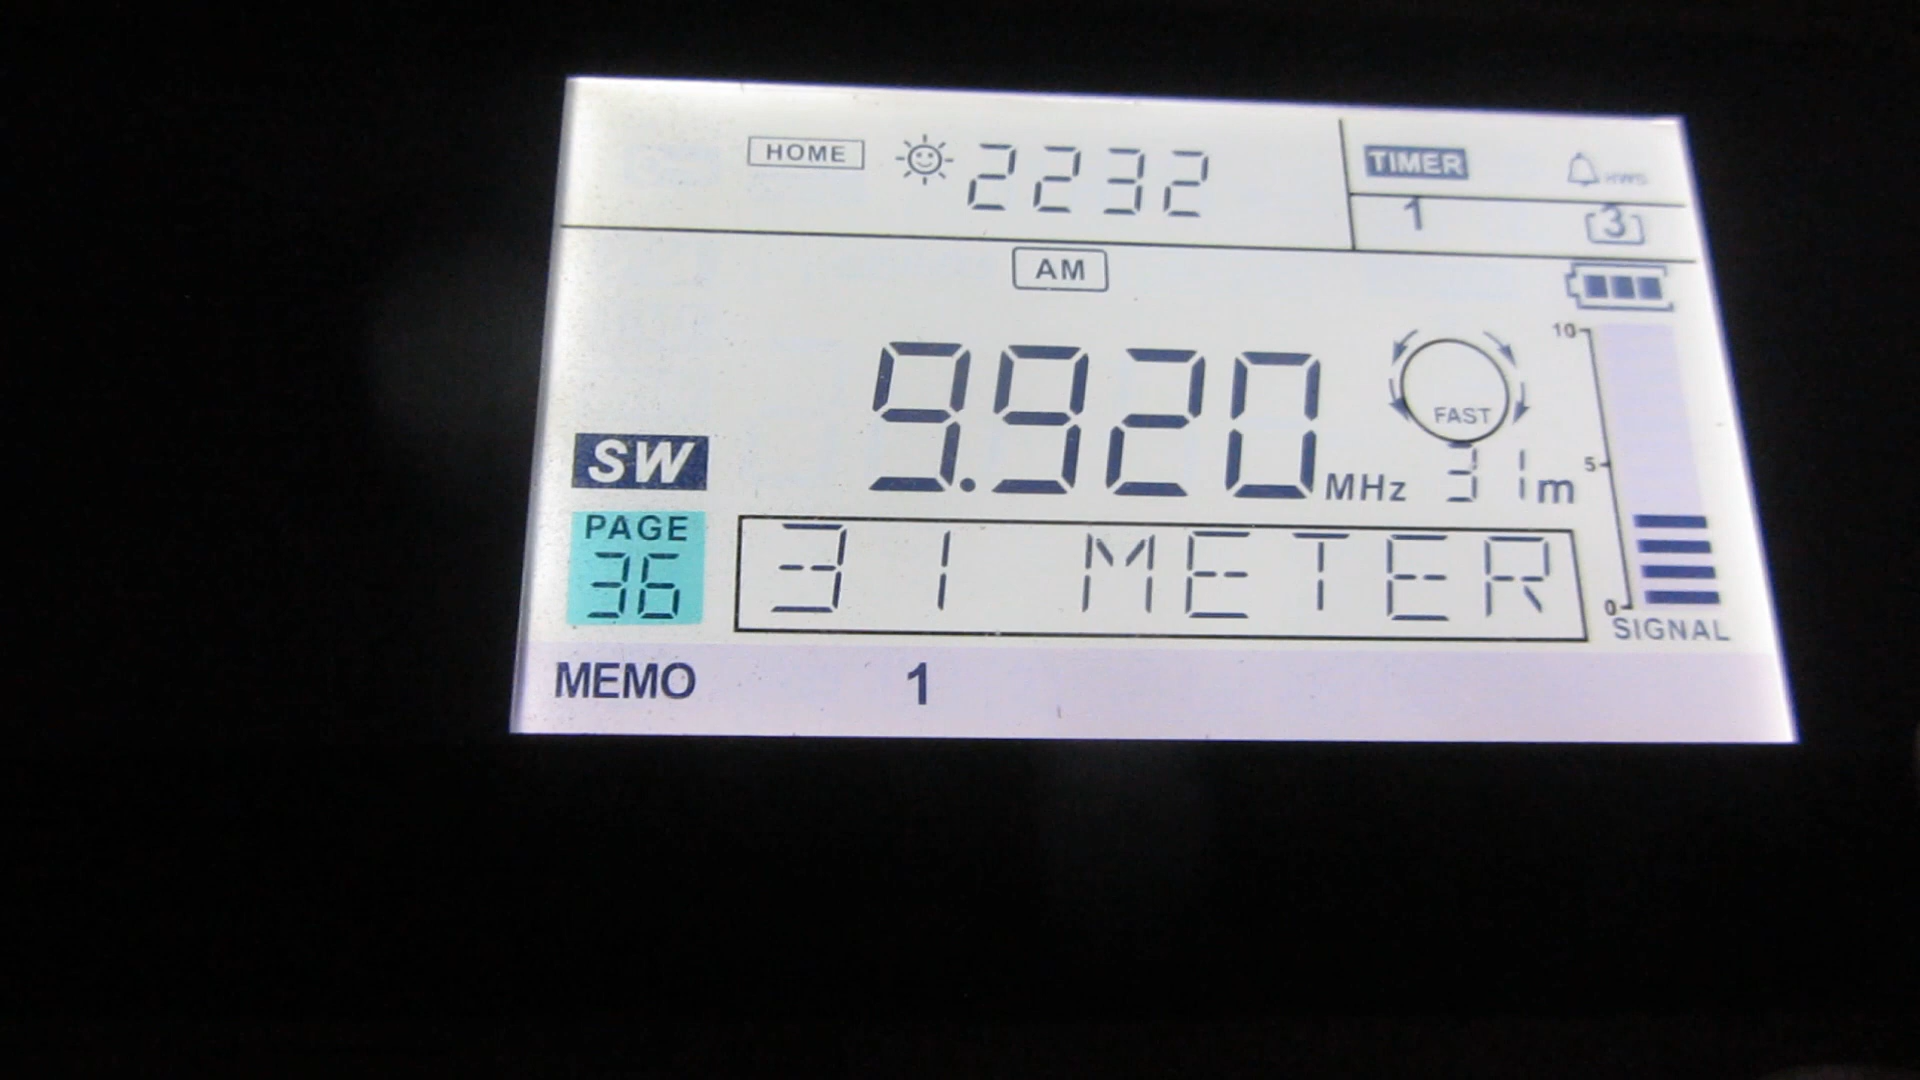 HOME 2232 TIMER HWS
1 3
AM
10
9.920 MHz FAST
SW 31m 5
PAGE
36 31 METER 0
SIGNAL
MEMO 1